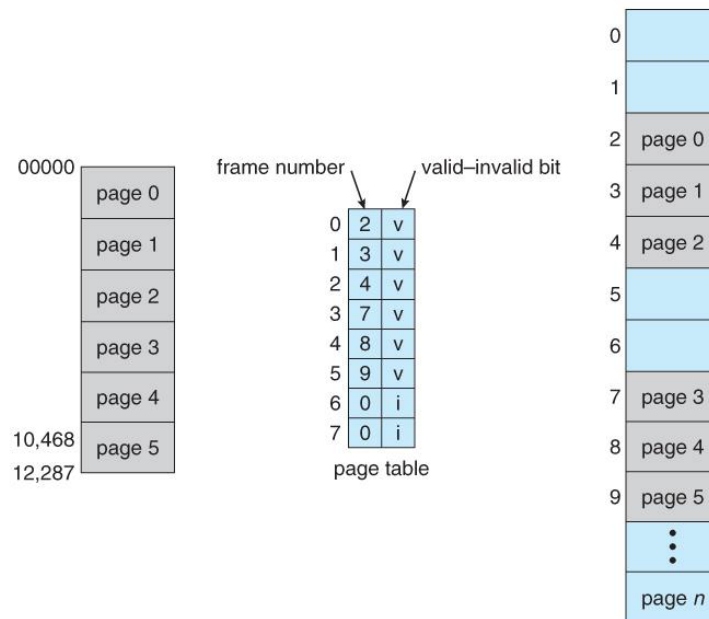 00000
page 0
page 1
page 2
page 3
page 4
10,468
page 5
12,287
frame number
valid–invalid bit
0 2 v
1 3 v
2 4 v
3 7 v
4 8 v
5 9 v
6 0 i
7 0 i
page table
0
1
2 page 0
3 page 1
4 page 2
5
6
7 page 3
8 page 4
9 page 5
page n